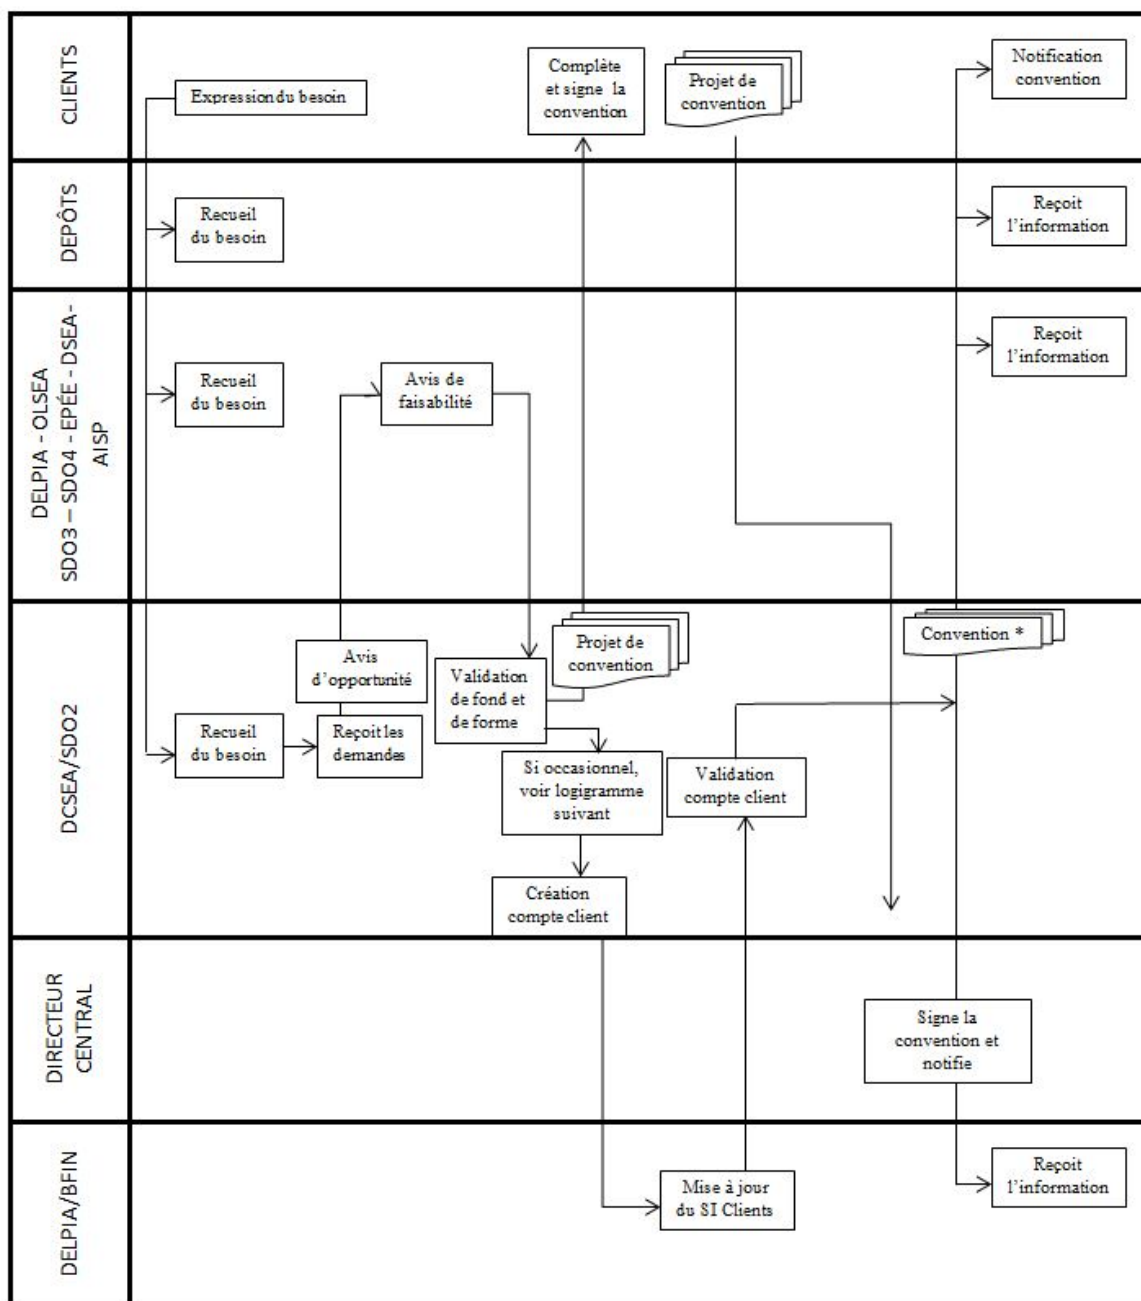 CLIENTS
Expression du besoin
Complète
et signe la
convention
Projet de
convention
Notification
convention
DEPÔTS
Recueil
du besoin
Reçoit
l'information
DELPIA - OLSEA
SDO3 – SDO4 - EPÉE - DSEA-
AISP
Recueil
du besoin
Avis de
faisabilité
Reçoit
l'information
DCSEA/SDO2
Recueil
du besoin
Avis
d'opportunité
Reçoit les
demandes
Validation
de fond et
de forme
Projet de
convention
Si occasionnel,
voir logigramme
suivant
Création
compte client
Validation
compte client
Convention *
DIRECTEUR
CENTRAL
Signe la
convention et
notifie
DELPIA/BFIN
Mise à jour
du SI Clients
Reçoit
l'information